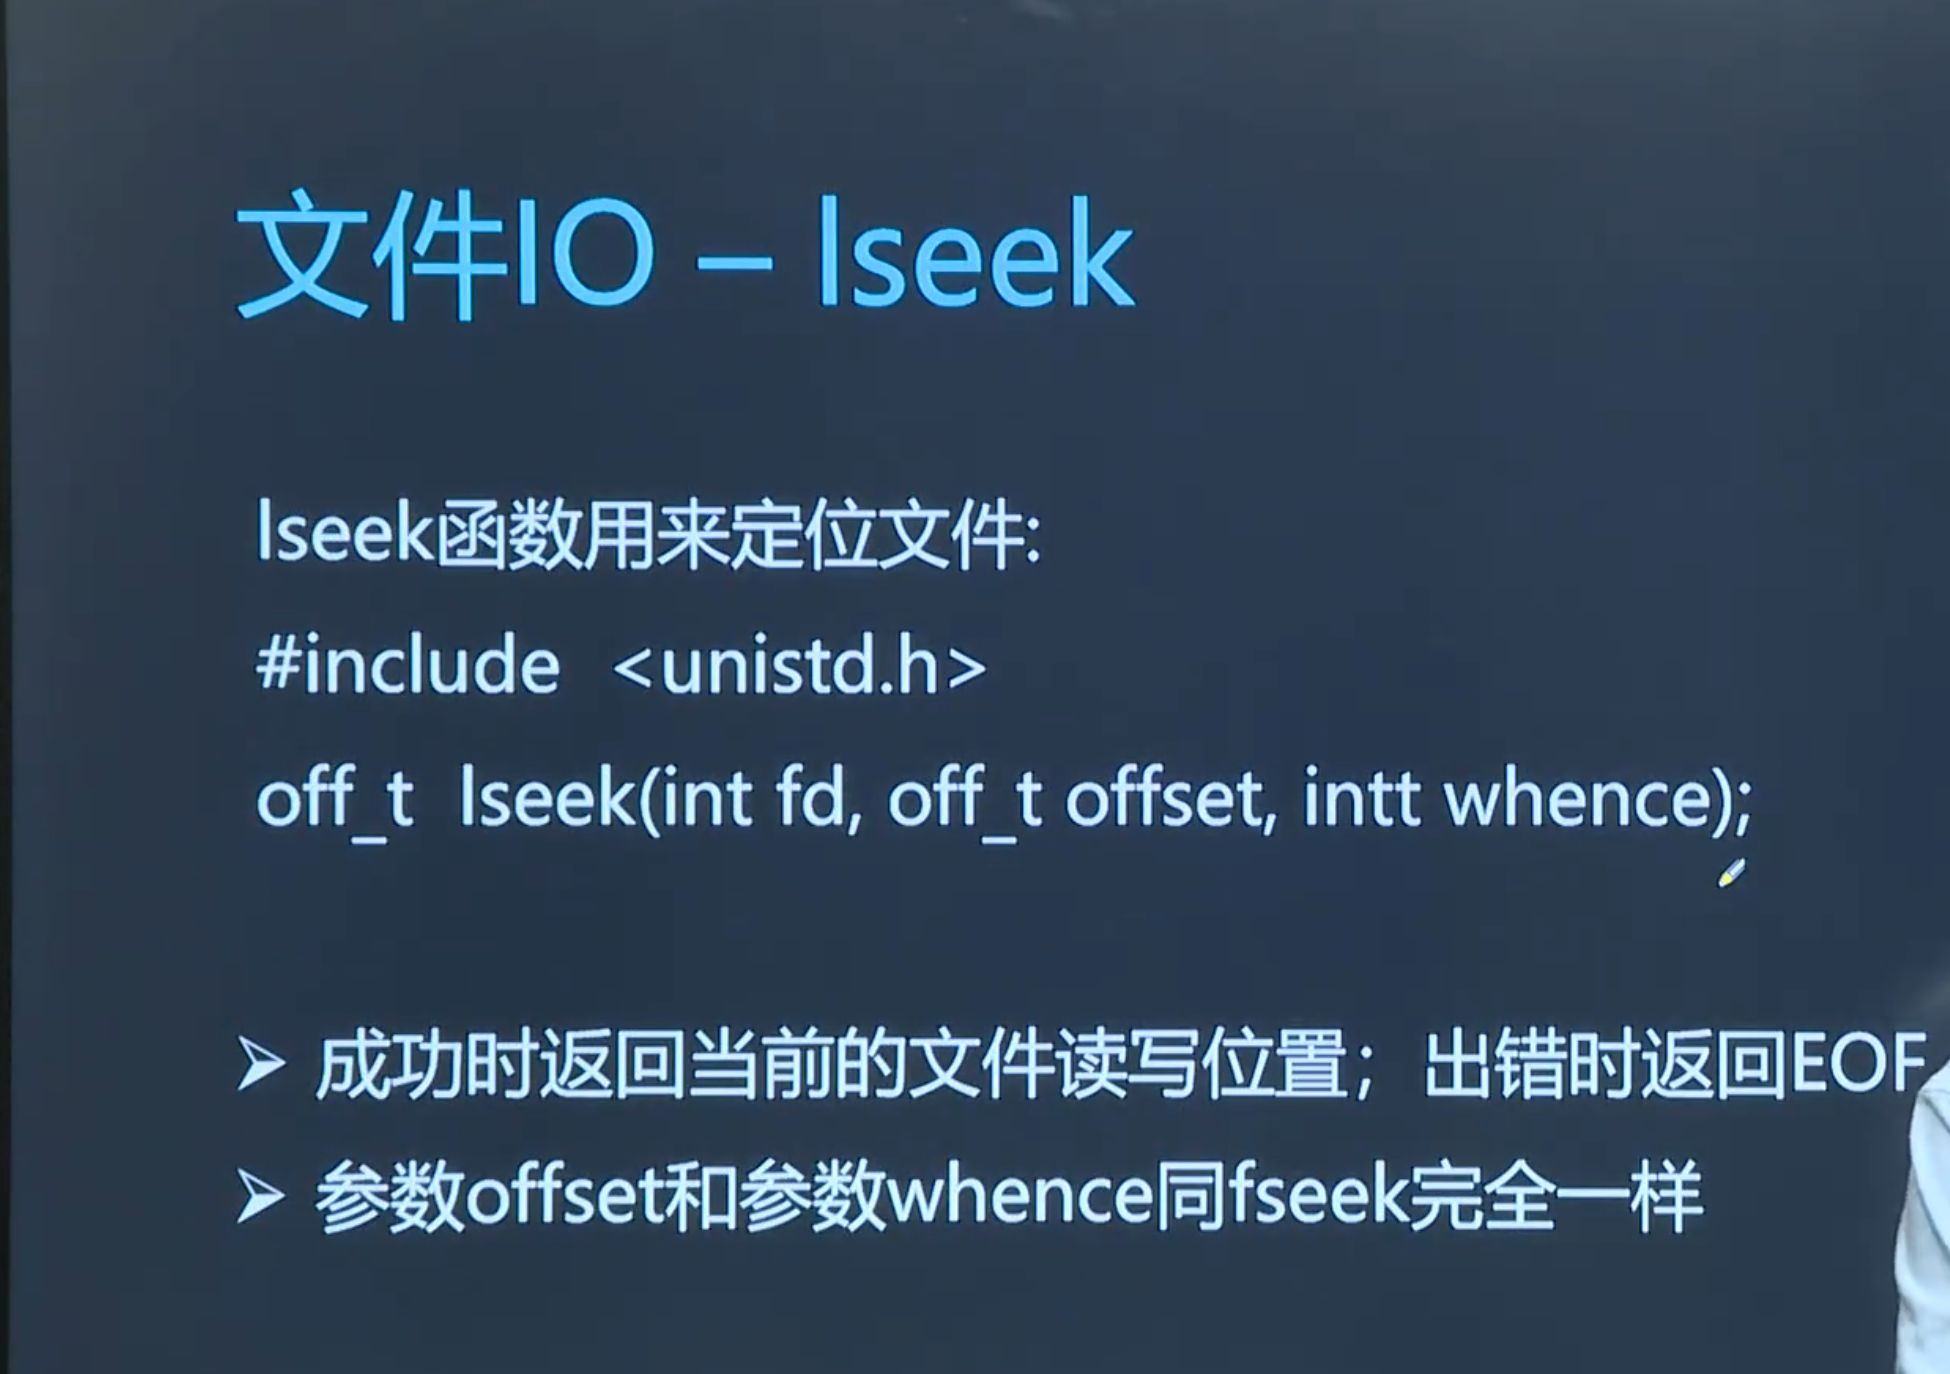 文件IO – lseek
lseek函数用来定位文件:
#include <unistd.h>
off_t lseek(int fd, off_t offset, intt whence);
➢ 成功时返回当前的文件读写位置；出错时返回EOF
➢ 参数offset和参数whence同fseek完全一样